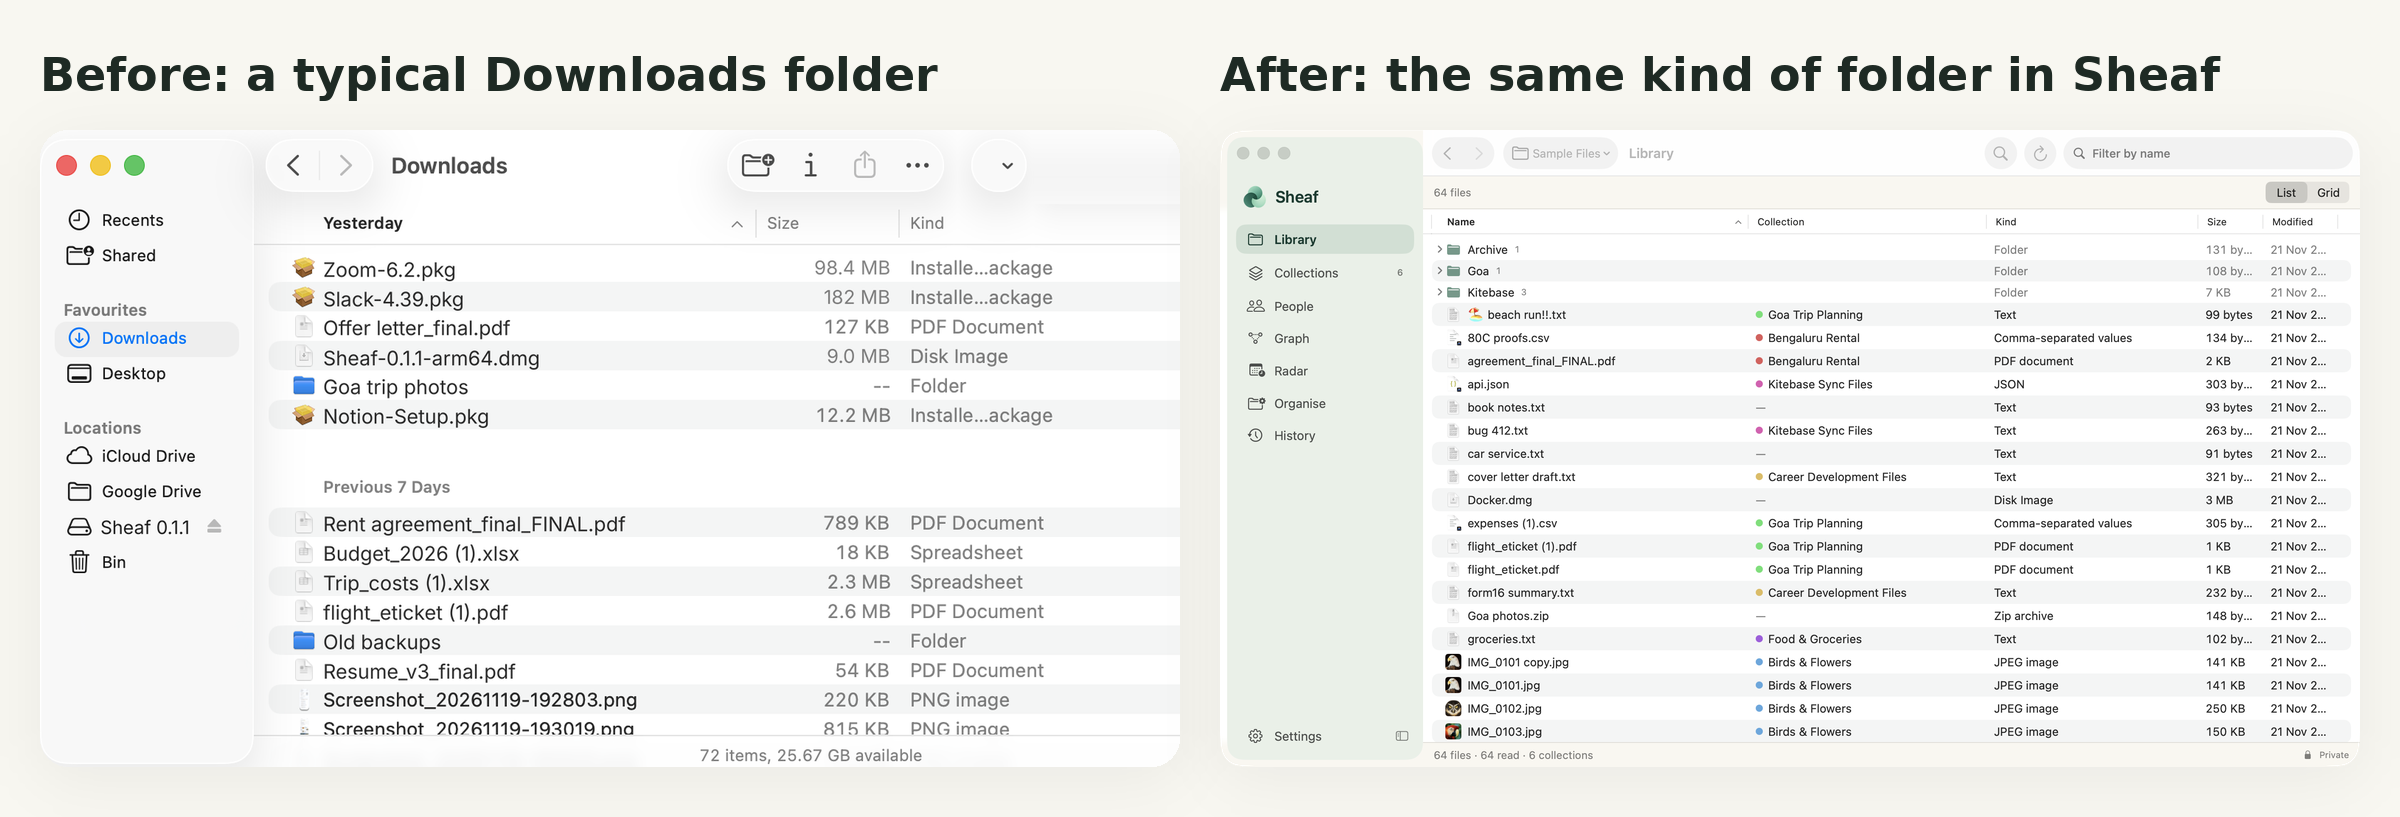 Before: a typical Downloads folder
Downloads
Recents
Shared
Favourites
Downloads
Desktop
Locations
iCloud Drive
Google Drive
Sheaf 0.1.1
Bin
Yesterday Size Kind
Zoom-6.2.pkg 98.4 MB Installe...ackage
Slack-4.39.pkg 182 MB Installe...ackage
Offer letter_final.pdf 127 KB PDF Document
Sheaf-0.1.1-arm64.dmg 9.0 MB Disk Image
Goa trip photos -- Folder
Notion-Setup.pkg 12.2 MB Installe...ackage
Previous 7 Days
Rent agreement_final_FINAL.pdf 789 KB PDF Document
Budget_2026 (1).xlsx 18 KB Spreadsheet
Trip_costs (1).xlsx 2.3 MB Spreadsheet
flight_eticket (1).pdf 2.6 MB PDF Document
Old backups -- Folder
Resume_v3_final.pdf 54 KB PDF Document
Screenshot_20261119-192803.png 220 KB PNG image
Screenshot_20261119-193019.png 815 KB PNG image
72 items, 25.67 GB available
After: the same kind of folder in Sheaf
Sheaf
Library
Collections 6
People
Graph
Radar
Organise
History
Settings
Sample Files Library Filter by name
64 files List Grid
Name Collection Kind Size Modified
Archive 1 Folder 131 by... 21 Nov 2...
Goa 1 Folder 108 by... 21 Nov 2...
Kitebase 3 Folder 7 KB 21 Nov 2...
🏖️ beach run!!.txt Goa Trip Planning Text 99 bytes 21 Nov 2...
80C proofs.csv Bengaluru Rental Comma-separated values 134 by... 21 Nov 2...
agreement_final_FINAL.pdf Bengaluru Rental PDF document 2 KB 21 Nov 2...
api.json Kitebase Sync Files JSON 303 by... 21 Nov 2...
book notes.txt — Text 93 bytes 21 Nov 2...
bug 412.txt Kitebase Sync Files Text 263 by... 21 Nov 2...
car service.txt — Text 91 bytes 21 Nov 2...
cover letter draft.txt Career Development Files Text 321 by... 21 Nov 2...
Docker.dmg — Disk Image 3 MB 21 Nov 2...
expenses (1).csv Goa Trip Planning Comma-separated values 305 by... 21 Nov 2...
flight_eticket (1).pdf Goa Trip Planning PDF document 1 KB 21 Nov 2...
flight_eticket.pdf Goa Trip Planning PDF document 1 KB 21 Nov 2...
form16 summary.txt Career Development Files Text 232 by... 21 Nov 2...
Goa photos.zip — Zip archive 148 by... 21 Nov 2...
groceries.txt Food & Groceries Text 102 by... 21 Nov 2...
IMG_0101 copy.jpg Birds & Flowers JPEG image 141 KB 21 Nov 2...
IMG_0101.jpg Birds & Flowers JPEG image 141 KB 21 Nov 2...
IMG_0102.jpg Birds & Flowers JPEG image 250 KB 21 Nov 2...
IMG_0103.jpg Birds & Flowers JPEG image 150 KB 21 Nov 2...
64 files · 64 read · 6 collections Private